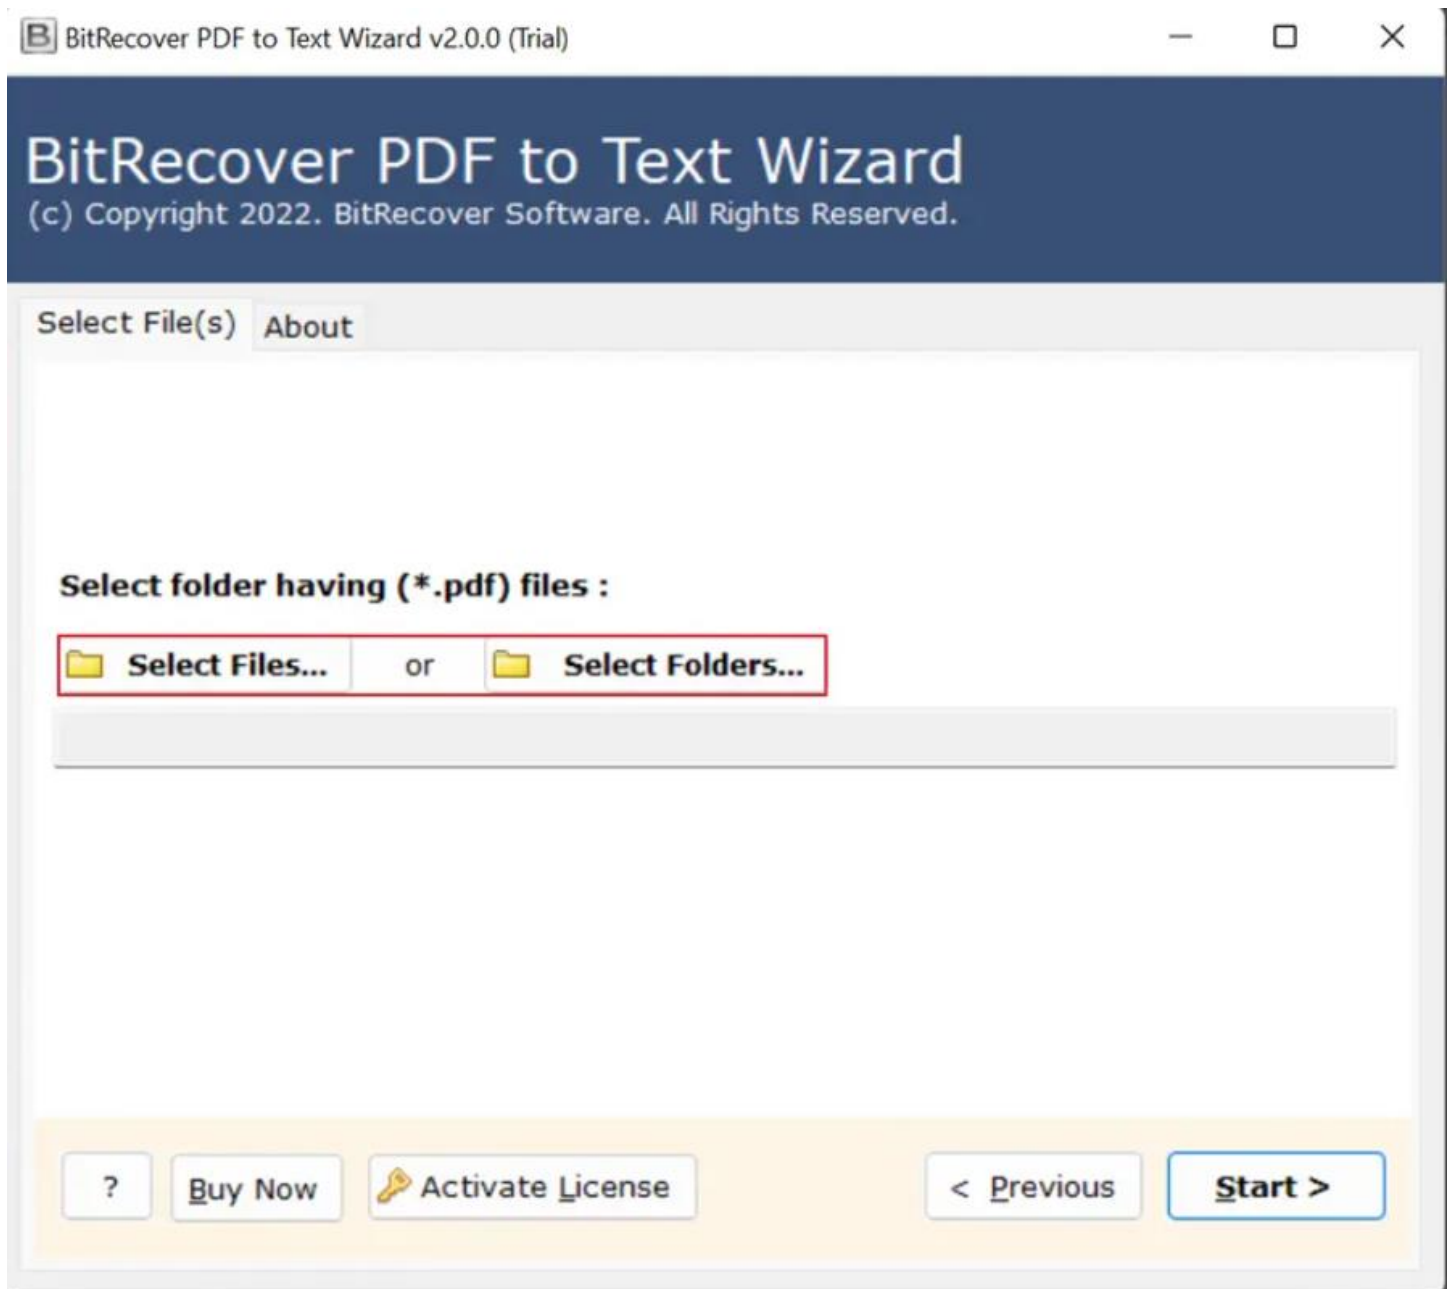 BitRecover PDF to Text Wizard v2.0.0 (Trial)
BitRecover PDF to Text Wizard
(c) Copyright 2022. BitRecover Software. All Rights Reserved.
Select File(s) About
Select folder having (*.pdf) files :
Select Files... or Select Folders...
? Buy Now Activate License < Previous Start >